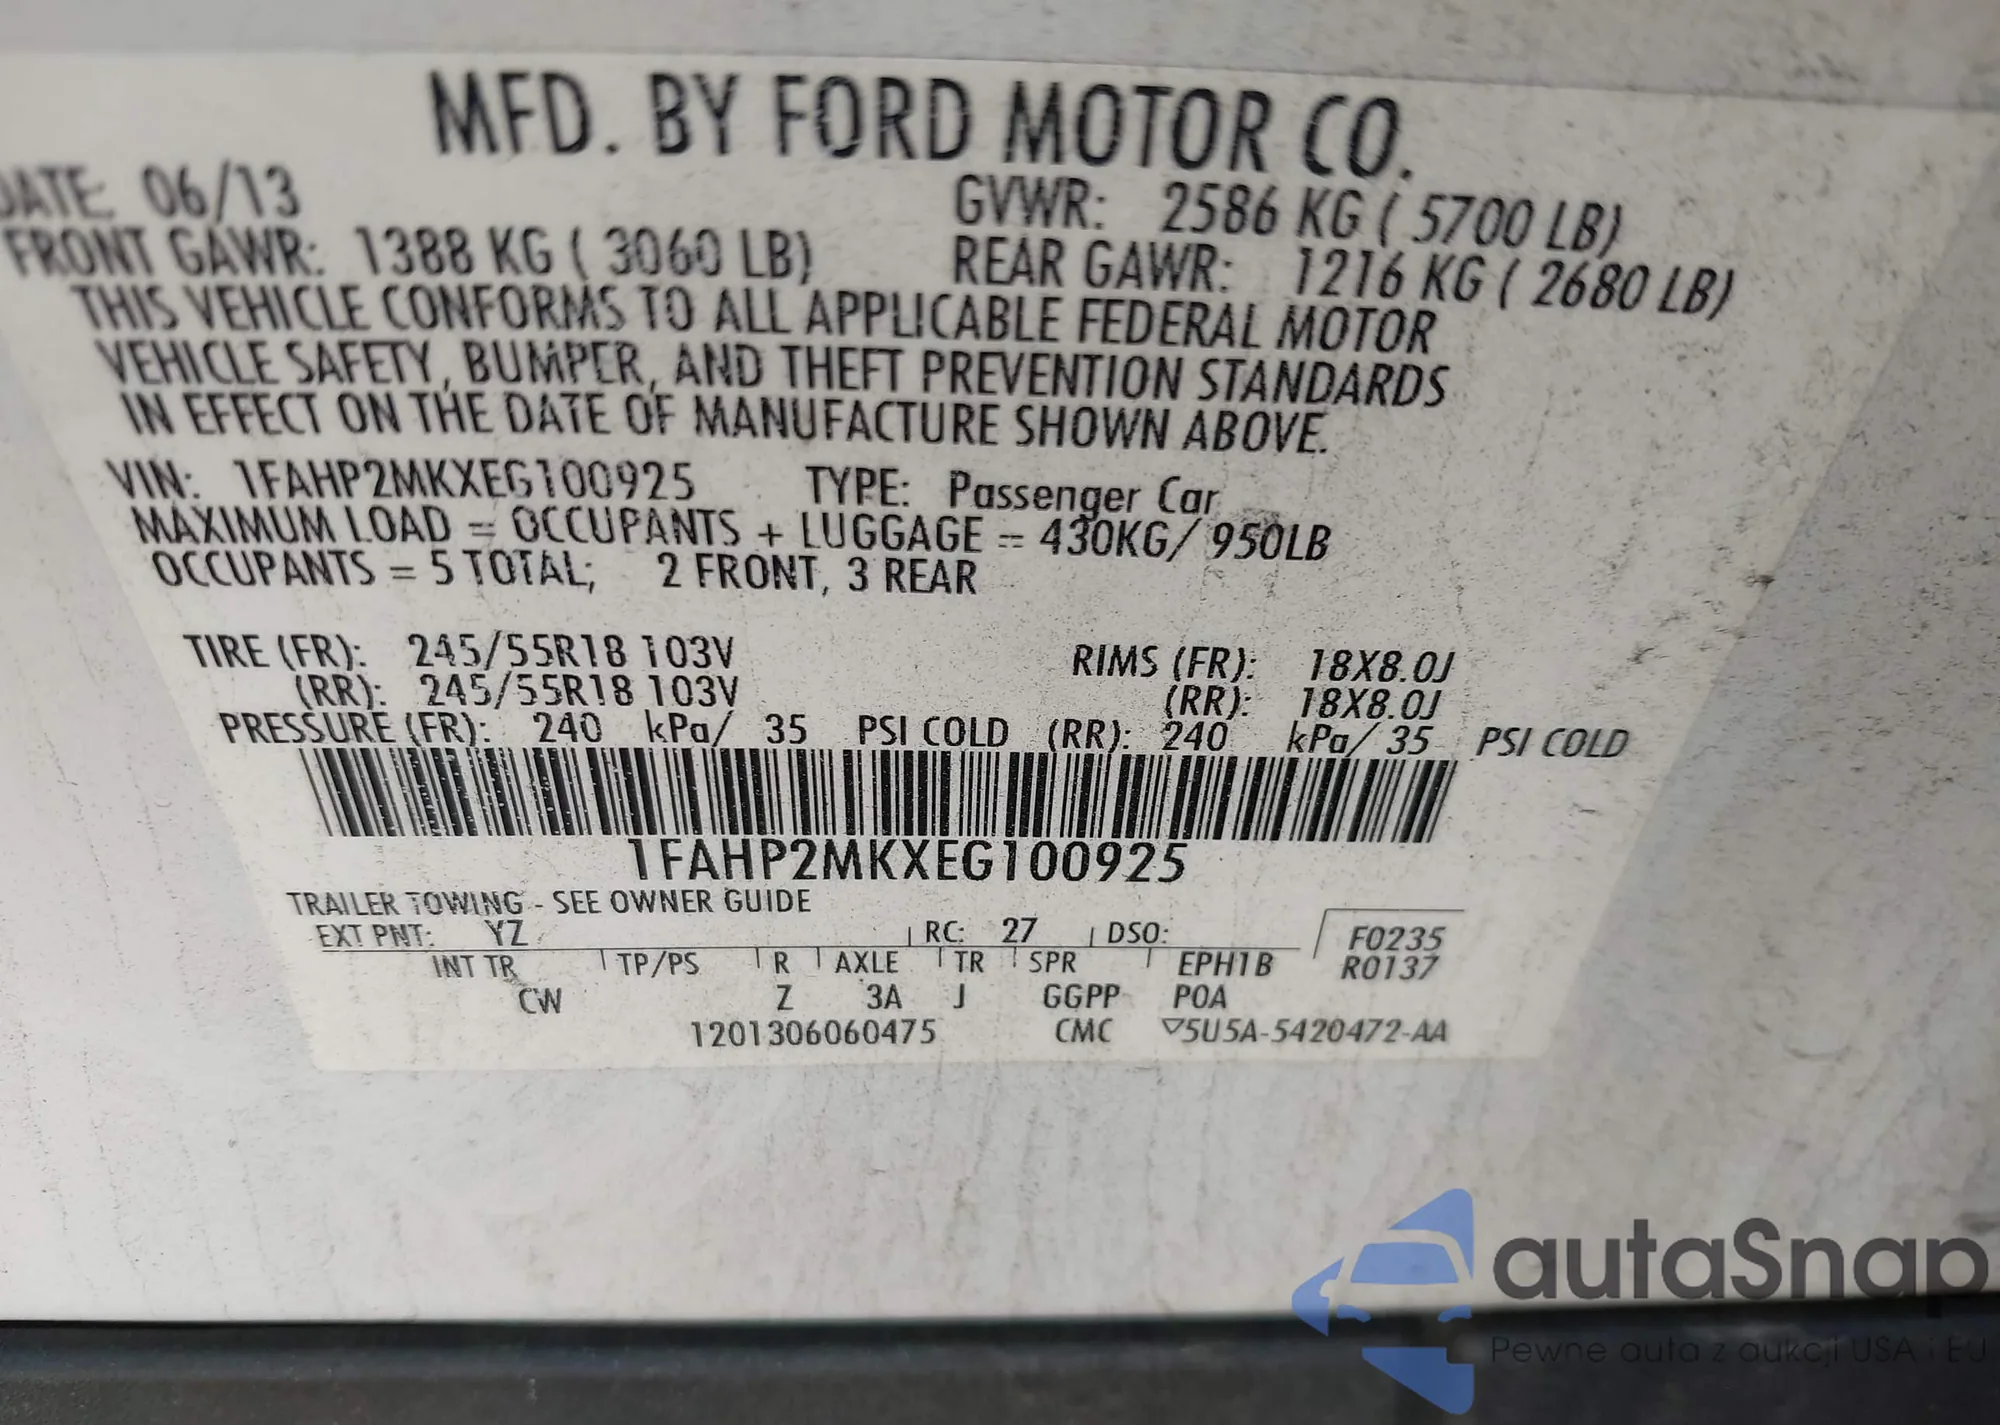 MFD. BY FORD MOTOR CO.
DATE: 06/13 GVWR: 2586 KG ( 5700 LB)
FRONT GAWR: 1388 KG ( 3060 LB) REAR GAWR: 1216 KG ( 2680 LB)
THIS VEHICLE CONFORMS TO ALL APPLICABLE FEDERAL MOTOR
VEHICLE SAFETY, BUMPER, AND THEFT PREVENTION STANDARDS
IN EFFECT ON THE DATE OF MANUFACTURE SHOWN ABOVE.
VIN: 1FAHP2MKXEG100925 TYPE: Passenger Car
MAXIMUM LOAD = OCCUPANTS + LUGGAGE = 430KG/ 950LB
OCCUPANTS = 5 TOTAL; 2 FRONT, 3 REAR
TIRE (FR): 245/55R18 103V RIMS (FR): 18X8.0J
(RR): 245/55R18 103V (RR): 18X8.0J
PRESSURE (FR): 240 kPa/ 35 PSI COLD (RR): 240 kPa/ 35 PSI COLD
1FAHP2MKXEG100925
TRAILER TOWING - SEE OWNER GUIDE
EXT PNT: YZ RC: 27 DSO: F0235
INT TR TP/PS R AXLE TR SPR EPH1B R0137
CW Z 3A J GGPP P0A
1201306060475 CMC ▽5U5A-5420472-AA
autaSnap
Pewne auta z aukcji USA i EU